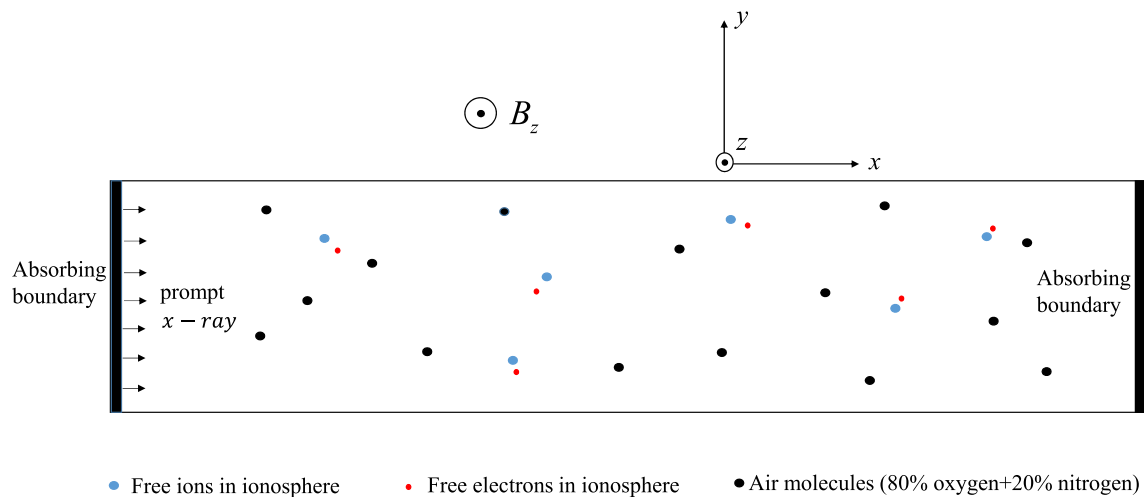 y
B_z
z
x
Absorbing
boundary
prompt
x − ray
Absorbing
boundary
Free ions in ionosphere
Free electrons in ionosphere
Air molecules (80% oxygen+20% nitrogen)